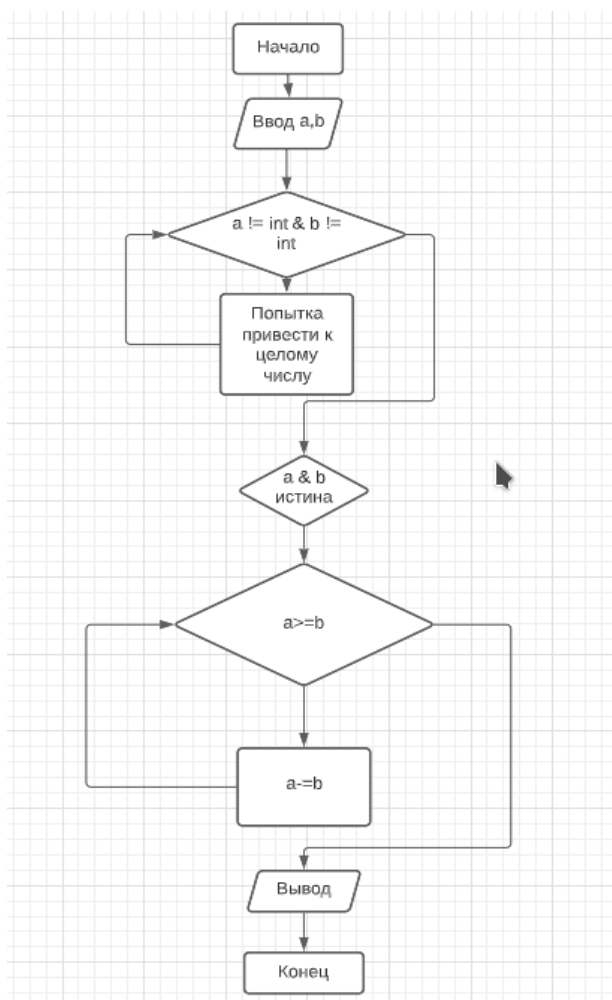 Начало
Ввод a,b
a != int & b !=
int
Попытка
привести к
целому
числу
a & b
истина
a>=b
a-=b
Вывод
Конец